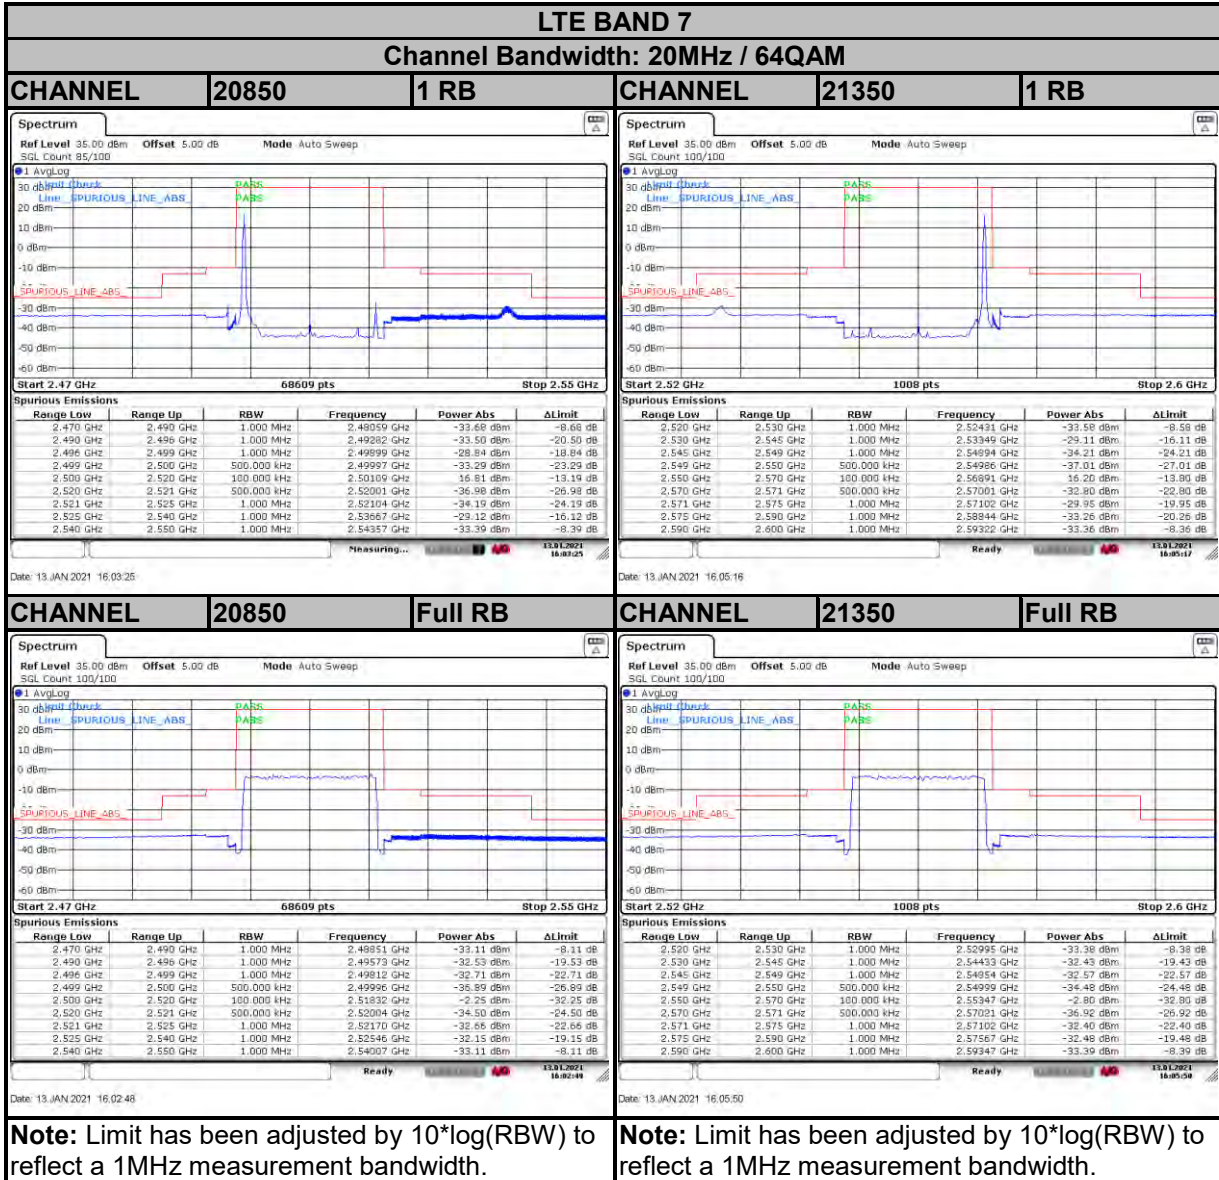 LTE BAND 7
Channel Bandwidth: 20MHz / 64QAM
CHANNEL 20850 1 RB
Spectrum
Ref Level 35.00 dBm Offset 5.00 dB Mode Auto Sweep
SGL Count 85/100
1 AvgLog
Limit Check PASS
Line _SPURIOUS_LINE_ABS_ PASS
30 dBm
20 dBm
10 dBm
0 dBm
-10 dBm
_SPURIOUS_LINE_ABS_
-30 dBm
-40 dBm
-50 dBm
-60 dBm
Start 2.47 GHz 68609 pts Stop 2.55 GHz
Spurious Emissions
Range Low Range Up RBW Frequency Power Abs ΔLimit
2.470 GHz 2.490 GHz 1.000 MHz 2.48059 GHz -33.68 dBm -8.68 dB
2.490 GHz 2.496 GHz 1.000 MHz 2.49282 GHz -33.50 dBm -20.50 dB
2.496 GHz 2.499 GHz 1.000 MHz 2.49899 GHz -28.84 dBm -18.84 dB
2.499 GHz 2.500 GHz 500.000 kHz 2.49997 GHz -33.29 dBm -23.29 dB
2.500 GHz 2.520 GHz 100.000 kHz 2.50109 GHz 16.81 dBm -13.19 dB
2.520 GHz 2.521 GHz 500.000 kHz 2.52001 GHz -36.98 dBm -26.98 dB
2.521 GHz 2.525 GHz 1.000 MHz 2.52104 GHz -34.19 dBm -24.19 dB
2.525 GHz 2.540 GHz 1.000 MHz 2.53667 GHz -29.12 dBm -16.12 dB
2.540 GHz 2.550 GHz 1.000 MHz 2.54357 GHz -33.39 dBm -8.39 dB
Measuring... 13.01.2021
16:03:25
Date: 13.JAN.2021 16:03:25
CHANNEL 21350 1 RB
Spectrum
Ref Level 35.00 dBm Offset 5.00 dB Mode Auto Sweep
SGL Count 100/100
1 AvgLog
Limit Check PASS
Line _SPURIOUS_LINE_ABS_ PASS
30 dBm
20 dBm
10 dBm
0 dBm
-10 dBm
_SPURIOUS_LINE_ABS_
-30 dBm
-40 dBm
-50 dBm
-60 dBm
Start 2.52 GHz 1008 pts Stop 2.6 GHz
Spurious Emissions
Range Low Range Up RBW Frequency Power Abs ΔLimit
2.520 GHz 2.530 GHz 1.000 MHz 2.52431 GHz -33.58 dBm -8.58 dB
2.530 GHz 2.545 GHz 1.000 MHz 2.53349 GHz -29.11 dBm -16.11 dB
2.545 GHz 2.549 GHz 1.000 MHz 2.54894 GHz -34.21 dBm -24.21 dB
2.549 GHz 2.550 GHz 500.000 kHz 2.54986 GHz -37.01 dBm -27.01 dB
2.550 GHz 2.570 GHz 100.000 kHz 2.56891 GHz 16.20 dBm -13.80 dB
2.570 GHz 2.571 GHz 500.000 kHz 2.57001 GHz -32.80 dBm -22.80 dB
2.571 GHz 2.575 GHz 1.000 MHz 2.57102 GHz -29.95 dBm -19.95 dB
2.575 GHz 2.590 GHz 1.000 MHz 2.58844 GHz -33.26 dBm -20.26 dB
2.590 GHz 2.600 GHz 1.000 MHz 2.59322 GHz -33.36 dBm -8.36 dB
Ready 13.01.2021
16:05:17
Date: 13.JAN.2021 16:05:16
CHANNEL 20850 Full RB
Spectrum
Ref Level 35.00 dBm Offset 5.00 dB Mode Auto Sweep
SGL Count 100/100
1 AvgLog
Limit Check PASS
Line _SPURIOUS_LINE_ABS_ PASS
30 dBm
20 dBm
10 dBm
0 dBm
-10 dBm
_SPURIOUS_LINE_ABS_
-30 dBm
-40 dBm
-50 dBm
-60 dBm
Start 2.47 GHz 68609 pts Stop 2.55 GHz
Spurious Emissions
Range Low Range Up RBW Frequency Power Abs ΔLimit
2.470 GHz 2.490 GHz 1.000 MHz 2.48851 GHz -33.11 dBm -8.11 dB
2.490 GHz 2.496 GHz 1.000 MHz 2.49573 GHz -32.53 dBm -19.53 dB
2.496 GHz 2.499 GHz 1.000 MHz 2.49812 GHz -32.71 dBm -22.71 dB
2.499 GHz 2.500 GHz 500.000 kHz 2.49996 GHz -36.89 dBm -26.89 dB
2.500 GHz 2.520 GHz 100.000 kHz 2.51832 GHz -2.25 dBm -32.25 dB
2.520 GHz 2.521 GHz 500.000 kHz 2.52004 GHz -34.50 dBm -24.50 dB
2.521 GHz 2.525 GHz 1.000 MHz 2.52170 GHz -32.66 dBm -22.66 dB
2.525 GHz 2.540 GHz 1.000 MHz 2.52546 GHz -32.15 dBm -19.15 dB
2.540 GHz 2.550 GHz 1.000 MHz 2.54007 GHz -33.11 dBm -8.11 dB
Ready 13.01.2021
16:02:49
Date: 13.JAN.2021 16:02:48
CHANNEL 21350 Full RB
Spectrum
Ref Level 35.00 dBm Offset 5.00 dB Mode Auto Sweep
SGL Count 100/100
1 AvgLog
Limit Check PASS
Line _SPURIOUS_LINE_ABS_ PASS
30 dBm
20 dBm
10 dBm
0 dBm
-10 dBm
_SPURIOUS_LINE_ABS_
-30 dBm
-40 dBm
-50 dBm
-60 dBm
Start 2.52 GHz 1008 pts Stop 2.6 GHz
Spurious Emissions
Range Low Range Up RBW Frequency Power Abs ΔLimit
2.520 GHz 2.530 GHz 1.000 MHz 2.52995 GHz -33.38 dBm -8.38 dB
2.530 GHz 2.545 GHz 1.000 MHz 2.54433 GHz -32.43 dBm -19.43 dB
2.545 GHz 2.549 GHz 1.000 MHz 2.54854 GHz -32.57 dBm -22.57 dB
2.549 GHz 2.550 GHz 500.000 kHz 2.54999 GHz -34.48 dBm -24.48 dB
2.550 GHz 2.570 GHz 100.000 kHz 2.55347 GHz -2.80 dBm -32.80 dB
2.570 GHz 2.571 GHz 500.000 kHz 2.57021 GHz -36.92 dBm -26.92 dB
2.571 GHz 2.575 GHz 1.000 MHz 2.57102 GHz -32.40 dBm -22.40 dB
2.575 GHz 2.590 GHz 1.000 MHz 2.57567 GHz -32.48 dBm -19.48 dB
2.590 GHz 2.600 GHz 1.000 MHz 2.59347 GHz -33.39 dBm -8.39 dB
Ready 13.01.2021
16:05:50
Date: 13.JAN.2021 16:05:50
Note: Limit has been adjusted by 10*log(RBW) to
reflect a 1MHz measurement bandwidth.
Note: Limit has been adjusted by 10*log(RBW) to
reflect a 1MHz measurement bandwidth.